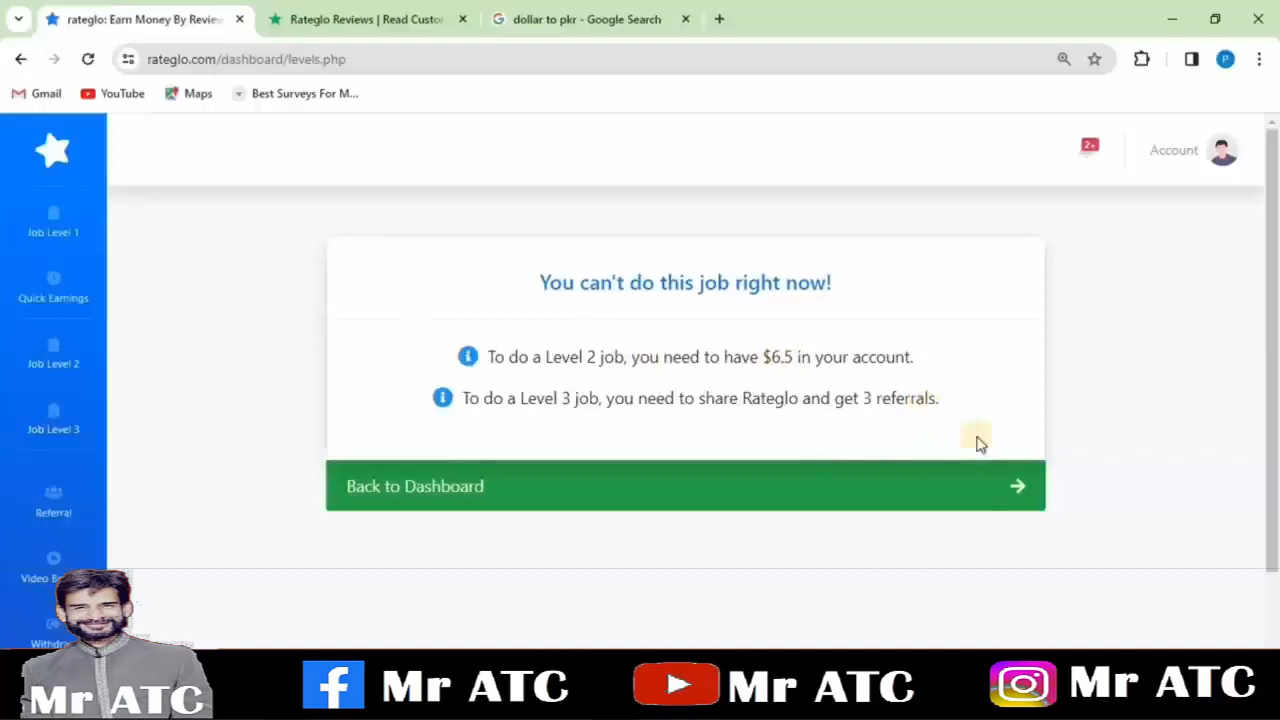 rateglo: Earn Money By Review
Rateglo Reviews | Read Custo
dollar to pkr - Google Search
rateglo.com/dashboard/levels.php
P
Gmail
YouTube
Maps
Best Surveys For M...
2+
Account
Job Level 1
Quick Earnings
Job Level 2
Job Level 3
Referral
Video B
Withdra
You can't do this job right now!
To do a Level 2 job, you need to have $6.5 in your account.
To do a Level 3 job, you need to share Rateglo and get 3 referrals.
Back to Dashboard
Mr ATC
Mr ATC
Mr ATC
Mr ATC